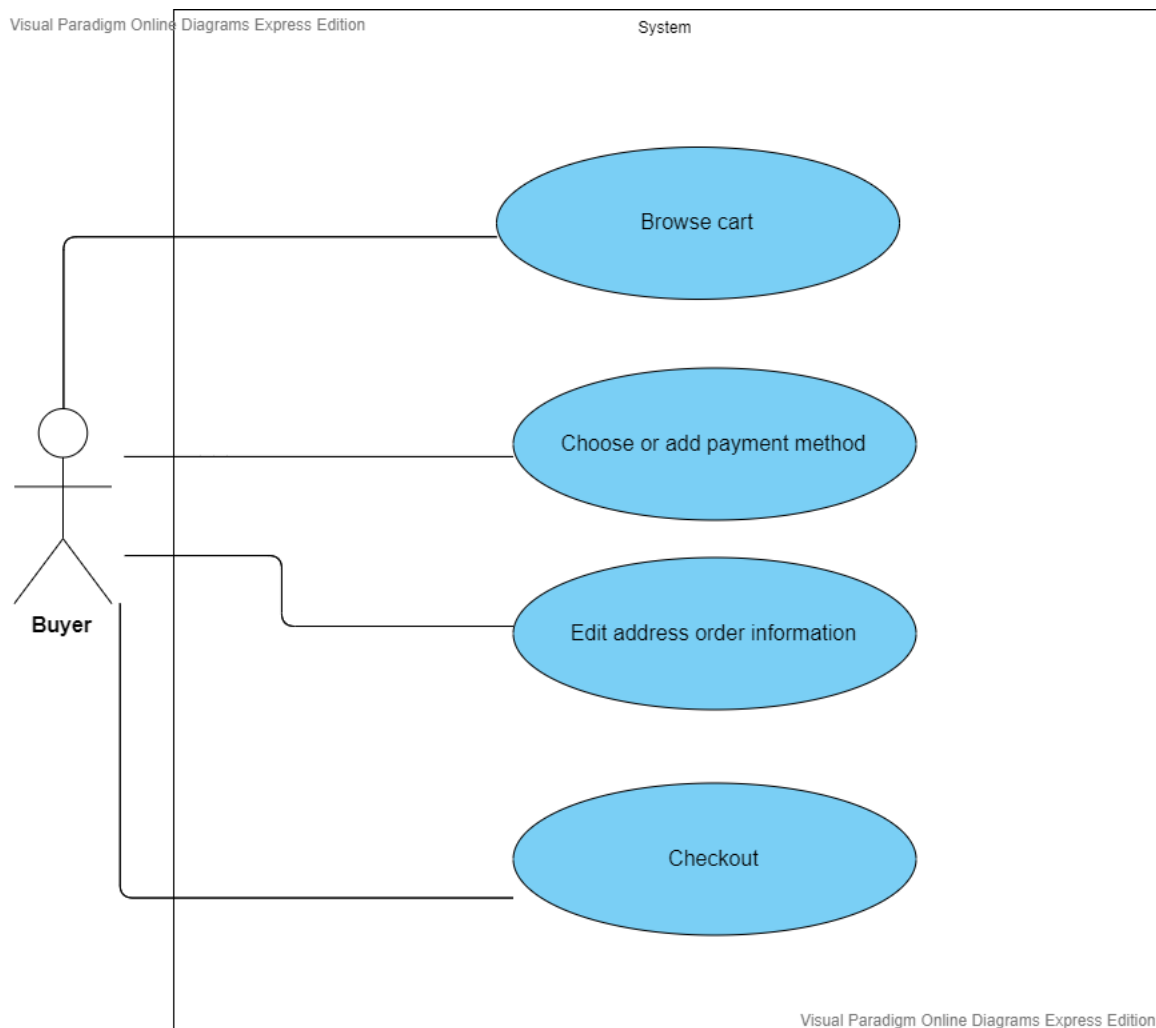 Visual Paradigm Online Diagrams Express Edition
System
Browse cart
Choose or add payment method
Edit address order information
Buyer
Checkout
Visual Paradigm Online Diagrams Express Edition